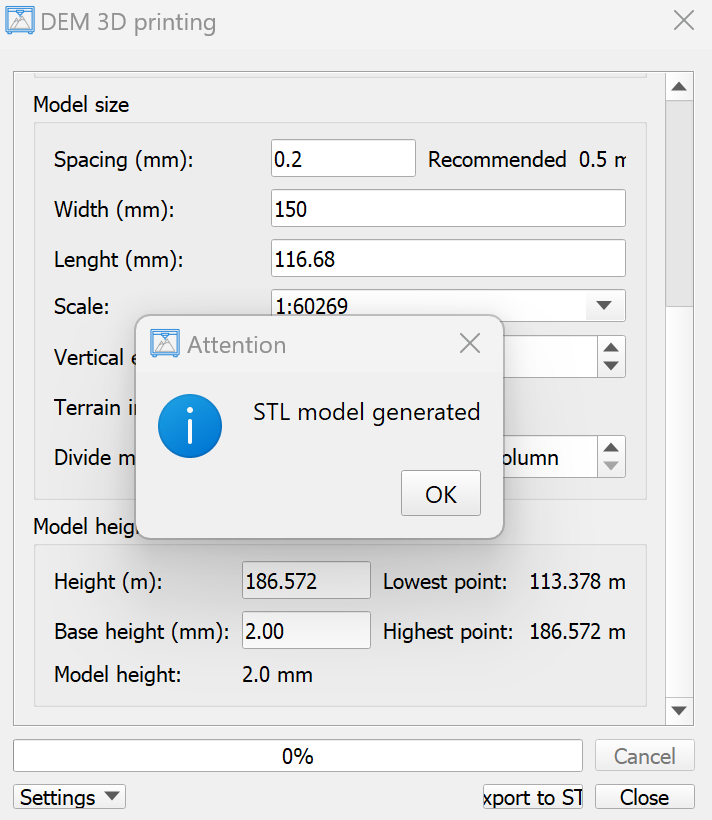 DEM 3D printing
Model size
Spacing (mm): 0.2 Recommended 0.5 m
Width (mm): 150
Lenght (mm): 116.68
Scale: 1:60269
Attention
Vertical
Terrain
STL model generated
Divide olumn
OK
Model
Height (m): 186.572 Lowest point: 113.378 m
Base height (mm): 2.00 Highest point: 186.572 m
Model height: 2.0 mm
0% Cancel
Settings xport to ST Close